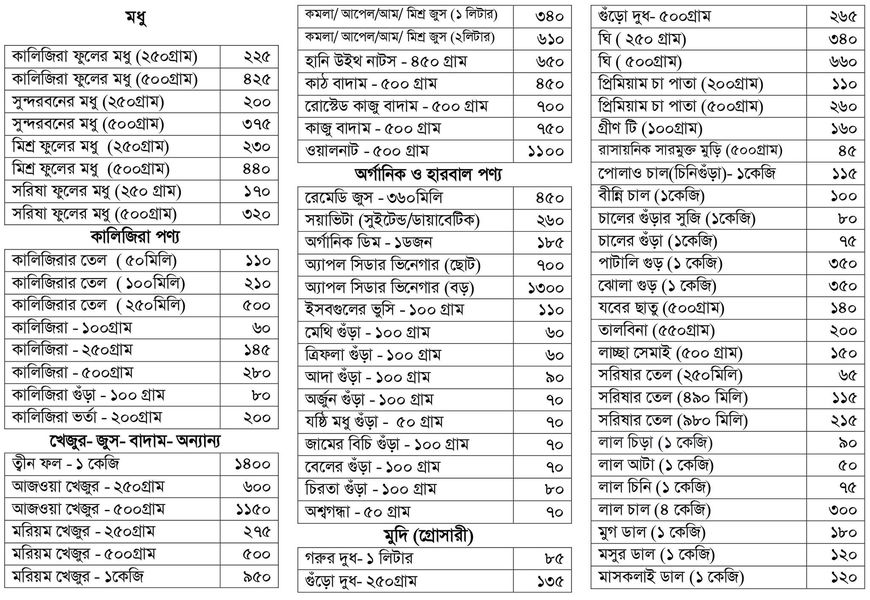 মধু
কালিজিরা ফুলের মধু (২৫০গ্রাম) ২২৫
কালিজিরা ফুলের মধু (৫০০গ্রাম) ৪২৫
সুন্দরবনের মধু (২৫০গ্রাম) ২০০
সুন্দরবনের মধু (৫০০গ্রাম) ৩৭৫
মিশ্র ফুলের মধু (২৫০গ্রাম) ২৩০
মিশ্র ফুলের মধু (৫০০গ্রাম) ৪৪০
সরিষা ফুলের মধু (২৫০ গ্রাম) ১৭০
সরিষা ফুলের মধু (৫০০গ্রাম) ৩২০
কালিজিরা পণ্য
কালিজিরার তেল ( ৫০মিলি) ১১০
কালিজিরার তেল ( ১০০মিলি) ২১০
কালিজিরার তেল ( ২৫০মিলি) ৫০০
কালিজিরা - ১০০গ্রাম ৬০
কালিজিরা - ২৫০গ্রাম ১৪৫
কালিজিরা - ৫০০গ্রাম ২৮০
কালিজিরা গুঁড়া - ১০০ গ্রাম ৮০
কালিজিরা ভর্তা - ২০০গ্রাম ২০০
খেজুর- জুস- বাদাম- অন্যান্য
ত্বীন ফল - ১ কেজি ১৪০০
আজওয়া খেজুর - ২৫০গ্রাম ৬০০
আজওয়া খেজুর - ৫০০গ্রাম ১১৫০
মরিয়ম খেজুর - ২৫০গ্রাম ২৭৫
মরিয়ম খেজুর - ৫০০গ্রাম ৫০০
মরিয়ম খেজুর - ১কেজি ৯৫০
কমলা/ আপেল/আম/ মিশ্র জুস (১ লিটার) ৩৪০
কমলা/ আপেল/আম/ মিশ্র জুস (২লিটার) ৬১০
হানি উইথ নাটস - ৪৫০ গ্রাম ৬৫০
কাঠ বাদাম - ৫০০ গ্রাম ৪৫০
রোস্টেড কাজু বাদাম - ৫০০ গ্রাম ৭০০
কাজু বাদাম - ৫০০ গ্রাম ৭৫০
ওয়ালনাট - ৫০০ গ্রাম ১১০০
অর্গানিক ও হারবাল পণ্য
রেমেডি জুস - ৩৬০মিলি ৪৫০
সয়াভিটা (সুইটেন্ড/ডায়াবেটিক) ২৬০
অর্গানিক ডিম - ১ডজন ১৮৫
অ্যাপল সিডার ভিনেগার (ছোট) ৭০০
অ্যাপল সিডার ভিনেগার (বড়) ১৩০০
ইসবগুলের ভুসি - ১০০ গ্রাম ১১০
মেথি গুঁড়া - ১০০ গ্রাম ৬০
ত্রিফলা গুঁড়া - ১০০ গ্রাম ৬০
আদা গুঁড়া - ১০০ গ্রাম ৯০
অর্জুন গুঁড়া - ১০০ গ্রাম ৭০
যষ্ঠি মধু গুঁড়া - ৫০ গ্রাম ৭০
জামের বিচি গুঁড়া - ১০০ গ্রাম ৭০
বেলের গুঁড়া - ১০০ গ্রাম ৭০
চিরতা গুঁড়া - ১০০ গ্রাম ৮০
অশ্বগন্ধা - ৫০ গ্রাম ৭০
মুদি (গ্রোসারী)
গরুর দুধ- ১ লিটার ৮৫
গুঁড়ো দুধ- ২৫০গ্রাম ১৩৫
গুঁড়ো দুধ- ৫০০গ্রাম ২৬৫
ঘি ( ২৫০ গ্রাম) ৩৪০
ঘি ( ৫০০গ্রাম) ৬৬০
প্রিমিয়াম চা পাতা (২০০গ্রাম) ১১০
প্রিমিয়াম চা পাতা (৫০০গ্রাম) ২৬০
গ্রীণ টি (১০০গ্রাম) ১৬০
রাসায়নিক সারমুক্ত মুড়ি (৫০০গ্রাম) ৪৫
পোলাও চাল(চিনিগুঁড়া)- ১কেজি ১১৫
বীন্নি চাল (১কেজি) ১০০
চালের গুঁড়ার সুজি (১কেজি) ৮০
চালের গুঁড়া (১কেজি) ৭৫
পাটালি গুড় (১ কেজি) ৩৫০
ঝোলা গুড় (১ কেজি) ৩৫০
যবের ছাতু (৫০০গ্রাম) ১৪০
তালবিনা (৫৫০গ্রাম) ২০০
লাচ্ছা সেমাই (৫০০ গ্রাম) ১৫০
সরিষার তেল (২৫০মিলি) ৬৫
সরিষার তেল (৪৯০ মিলি) ১১৫
সরিষার তেল (৯৮০ মিলি) ২১৫
লাল চিড়া (১ কেজি) ৯০
লাল আটা (১ কেজি) ৫০
লাল চিনি (১ কেজি) ৭৫
লাল চাল (৪ কেজি) ৩০০
মুগ ডাল (১ কেজি) ১৮০
মসুর ডাল (১ কেজি) ১২০
মাসকলাই ডাল (১ কেজি) ১২০